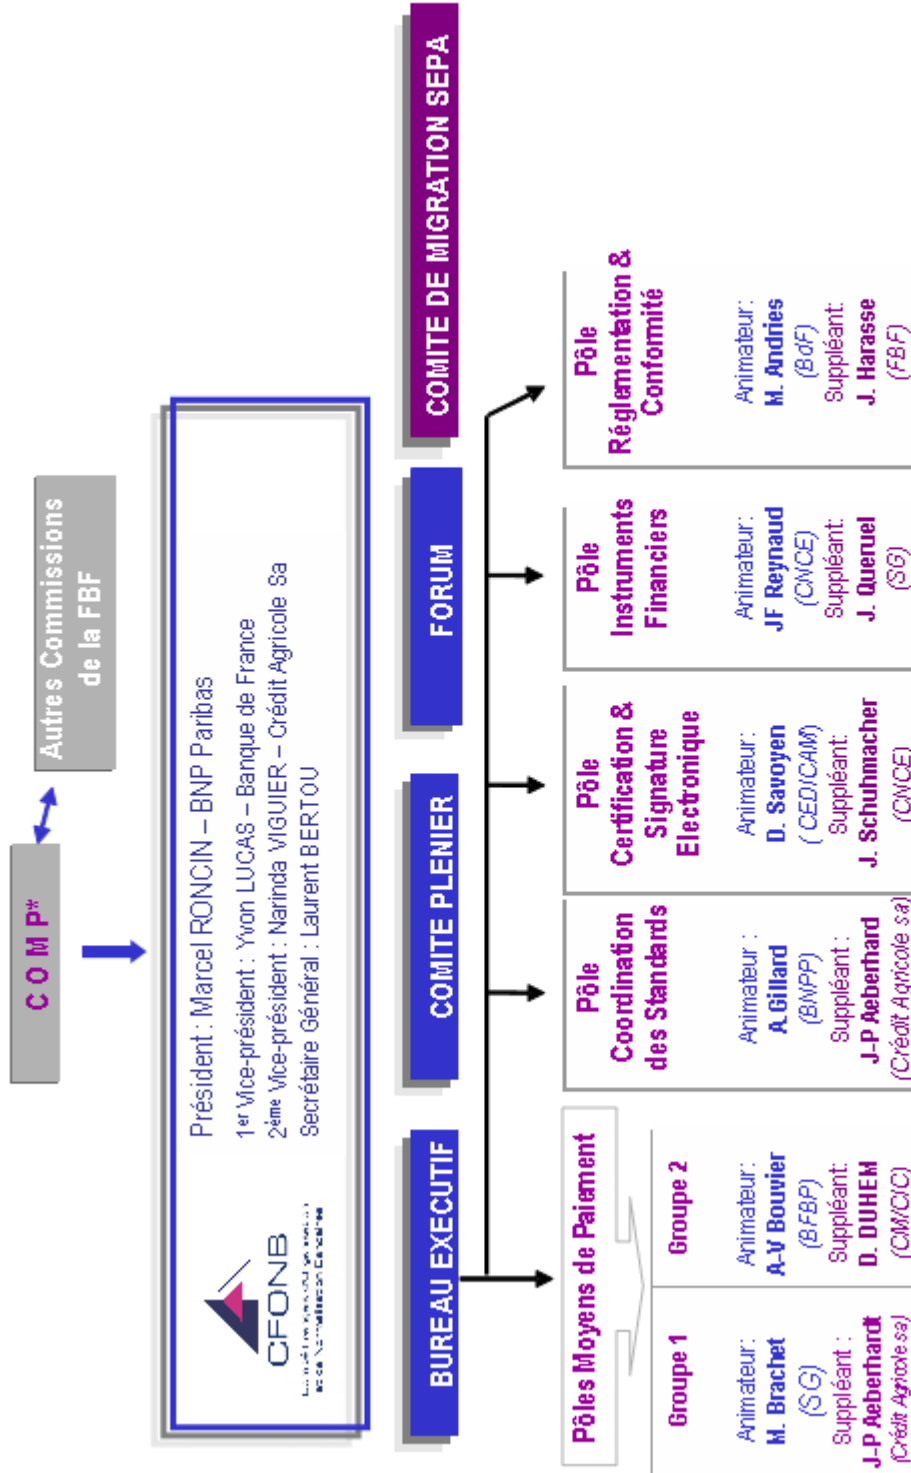 C O M P*
Autres Commissions
de la FBF
CFONB
Président : Marcel RONCIN – BNP Paribas
1er Vice-président : Yvon LUCAS – Banque de France
2ème Vice-président : Narinda VIGUIER – Crédit Agricole Sa
Secrétaire Général : Laurent BERTOU
BUREAU EXECUTIF
COMITE PLENIER
FORUM
COMITE DE MIGRATION SEPA
Pôles Moyens de Paiement
Groupe 1
Animateur:
M. Brachet
(SG)
Suppléant :
J-P Aeberhardt
(Crédit Agricole sa)
Groupe 2
Animateur:
A-V Bouvier
(BFBP)
Suppléant:
D. DUHEM
(CM/CIC)
Pôle
Coordination
des Standards
Animateur :
A.Gillard
(BNPP)
Suppléant :
J-P Aeberhard
(Crédit Agricole sa)
Pôle
Certification &
Signature
Electronique
Animateur:
D. Savoyen
( CEDICAM)
Suppléant:
J. Schuhmacher
(CNCE)
Pôle
Instruments
Financiers
Animateur:
JF Reynaud
(CNCE)
Suppléant:
J. Queruel
(SG)
Pôle
Réglementation &
Conformité
Animateur:
M. Andries
(BdF)
Suppléant:
J. Harasse
(FBF)